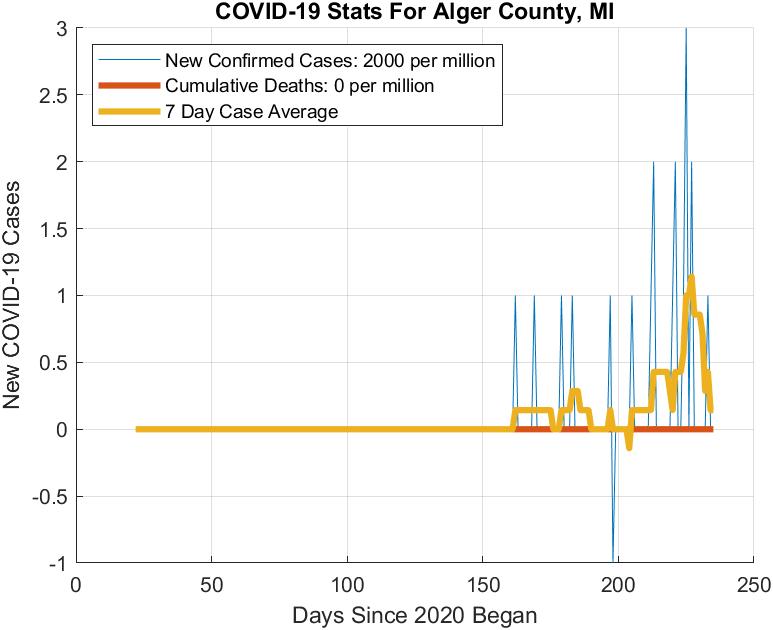 COVID-19 Stats For Alger County, MI
New Confirmed Cases: 2000 per million
Cumulative Deaths: 0 per million
7 Day Case Average
New COVID-19 Cases
3
2.5
2
1.5
1
0.5
0
-0.5
-1
0 50 100 150 200 250
Days Since 2020 Began